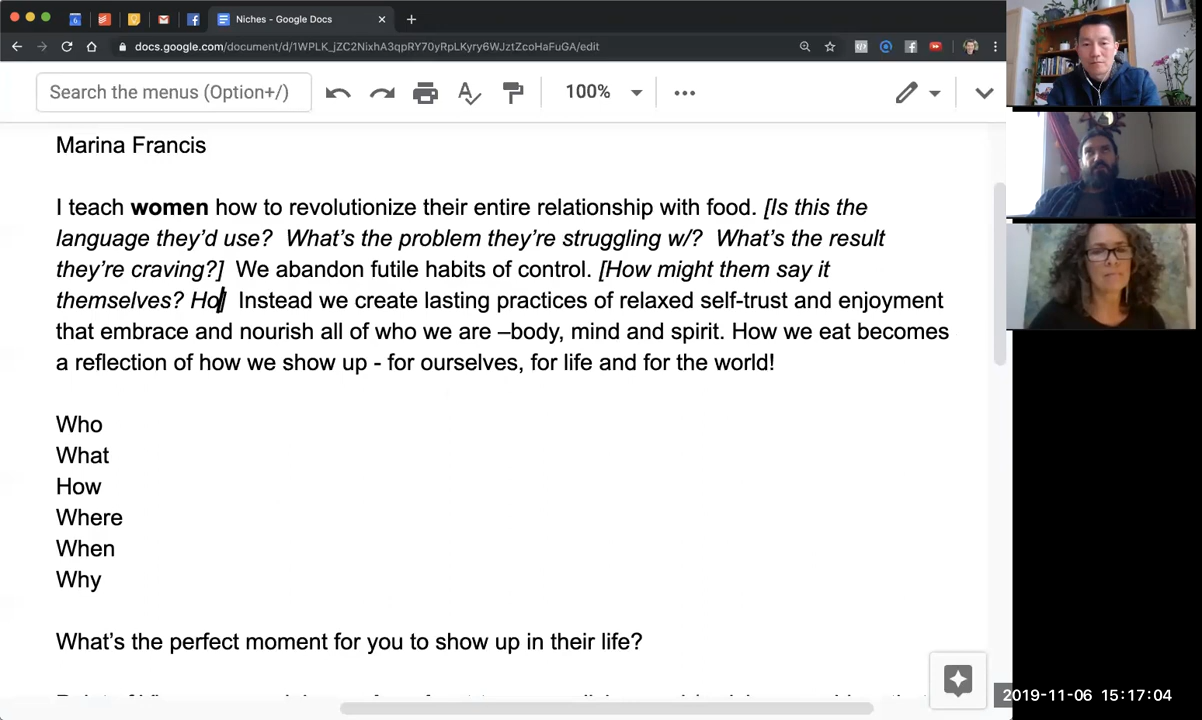 6
Niches - Google Docs
docs.google.com/document/d/1WPLK_jZC2NixhA3qpRY70yRpLKyry6WJztZcoHaFuGA/edit
Search the menus (Option+/)
100%
Marina Francis
I teach women how to revolutionize their entire relationship with food. [Is this the
language they'd use? What's the problem they're struggling w/? What's the result
they're craving?] We abandon futile habits of control. [How might them say it
themselves? Ho] Instead we create lasting practices of relaxed self-trust and enjoyment
that embrace and nourish all of who we are –body, mind and spirit. How we eat becomes
a reflection of how we show up - for ourselves, for life and for the world!
Who
What
How
Where
When
Why
What's the perfect moment for you to show up in their life?
2019-11-06 15:17:04